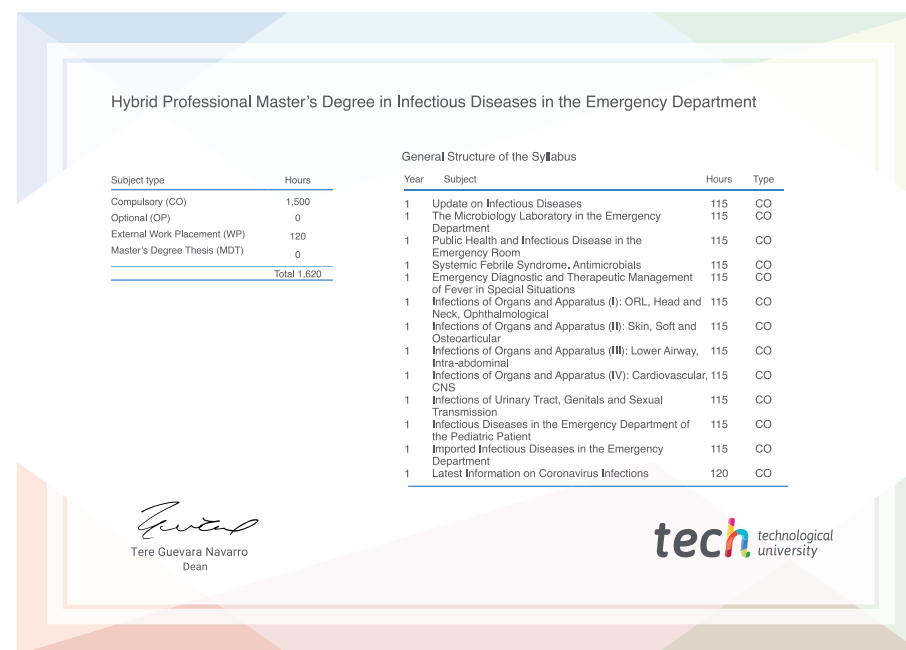 Hybrid Professional Master's Degree in Infectious Diseases in the Emergency Department
Subject type Hours
Compulsory (CO) 1,500
Optional (OP) 0
External Work Placement (WP) 120
Master's Degree Thesis (MDT) 0
Total 1,620
General Structure of the Syllabus
Year Subject Hours Type
1 Update on Infectious Diseases 115 CO
1 The Microbiology Laboratory in the Emergency 115 CO
Department
1 Public Health and Infectious Disease in the 115 CO
Emergency Room
1 Systemic Febrile Syndrome. Antimicrobials 115 CO
1 Emergency Diagnostic and Therapeutic Management 115 CO
of Fever in Special Situations
1 Infections of Organs and Apparatus (I): ORL, Head and 115 CO
Neck, Ophthalmological
1 Infections of Organs and Apparatus (II): Skin, Soft and 115 CO
Osteoarticular
1 Infections of Organs and Apparatus (III): Lower Airway, 115 CO
Intra-abdominal
1 Infections of Organs and Apparatus (IV): Cardiovascular, 115 CO
CNS
1 Infections of Urinary Tract, Genitals and Sexual 115 CO
Transmission
1 Infectious Diseases in the Emergency Department of 115 CO
the Pediatric Patient
1 Imported Infectious Diseases in the Emergency 115 CO
Department
1 Latest Information on Coronavirus Infections 120 CO
Tere Guevara Navarro
Dean
tech technological
university